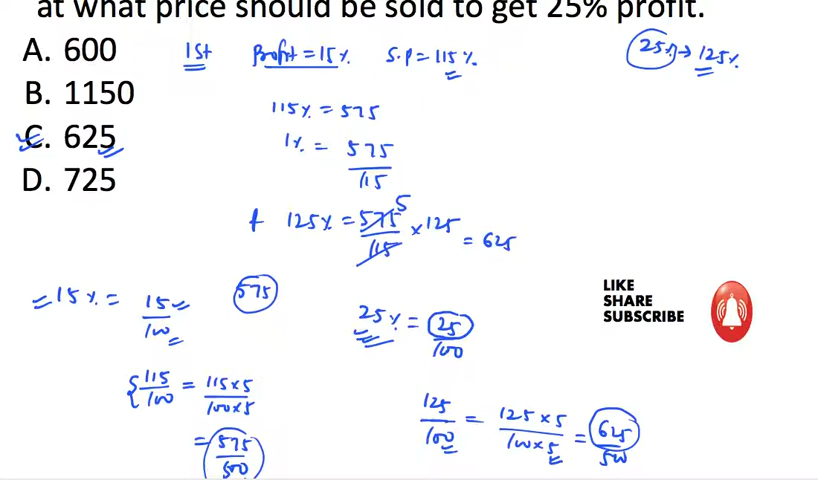 at what price should be sold to get 25% profit.
A. 600
B. 1150
C. 625
D. 725
1st Profit = 15% S.P = 115%
25% → 125%
115% = 575
1% = 575/115
125% = 575/115 × 125 = 625
5
= 15% = 15/100
575
25% = 25/100
115/100 = 115×5/100×5
= 575/500
125/100 = 125×5/100×5 = 625/500
LIKE
SHARE
SUBSCRIBE